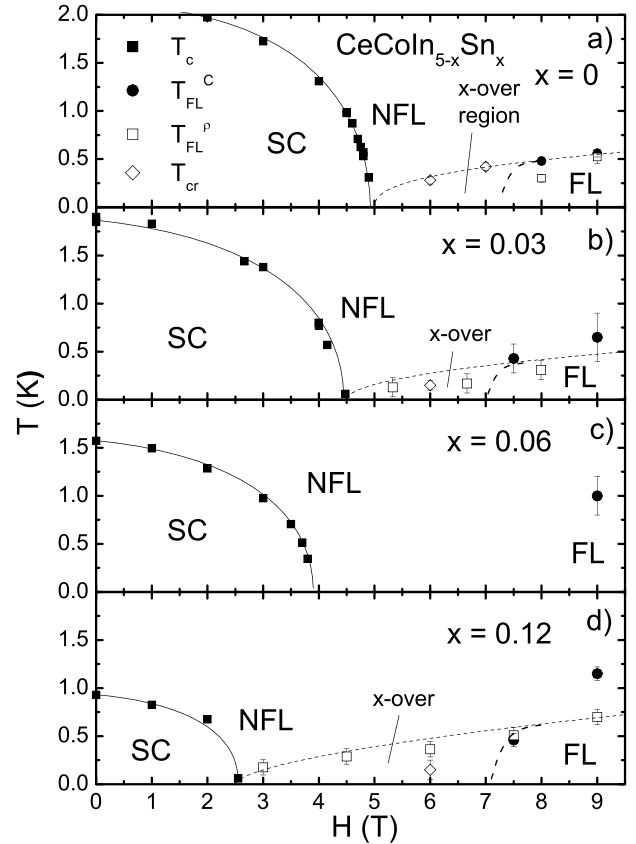 2.0
1.5
1.0
0.5
0.0
T_c
T_FL^C
T_FL^ρ
T_cr
CeCoIn_{5-x}Sn_x
a)
x = 0
SC
NFL
x-over
region
FL
1.5
1.0
0.5
0.0
b)
x = 0.03
SC
NFL
x-over
FL
1.5
1.0
0.5
0.0
c)
x = 0.06
SC
NFL
FL
1.5
1.0
0.5
0.0
d)
x = 0.12
SC
NFL
x-over
FL
T (K)
0 1 2 3 4 5 6 7 8 9
H (T)